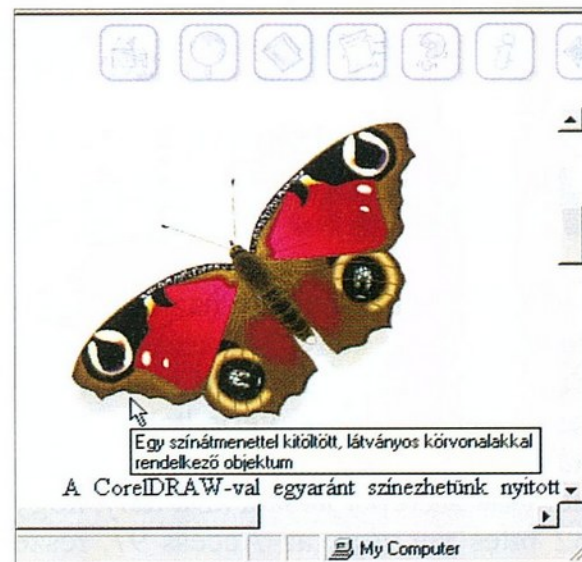 Egy színátmenettel kitöltött, látványos körvonalakkal
rendelkező objektum
A CorelDRAW-val egyaránt színezhetünk nyitott
My Computer